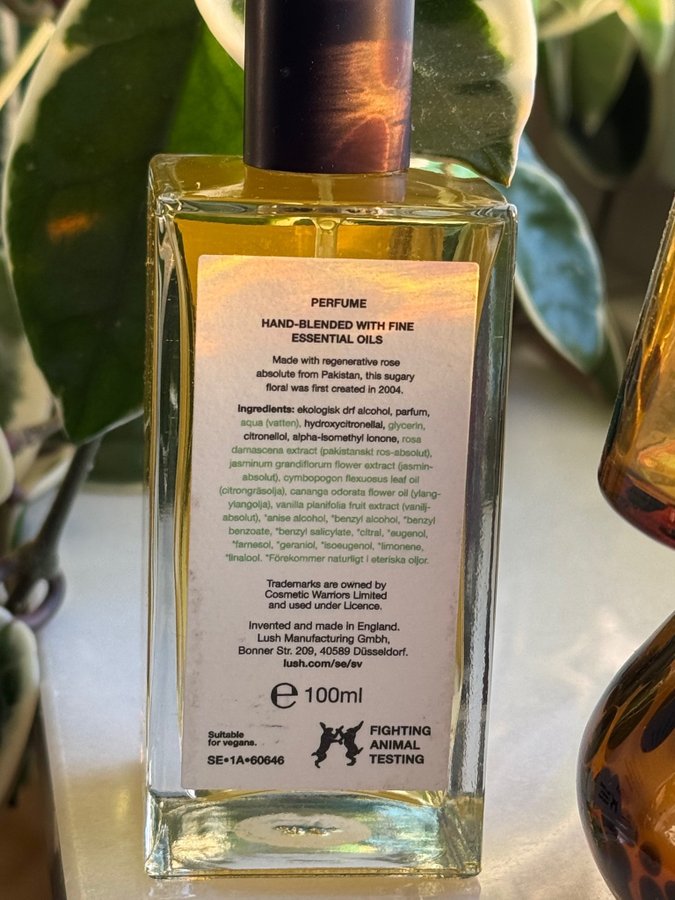 PERFUME
HAND-BLENDED WITH FINE
ESSENTIAL OILS
Made with regenerative rose
absolute from Pakistan, this sugary
floral was first created in 2004.
Ingredients: ekologisk drf alcohol, parfum,
aqua (vatten), hydroxycitronellal, glycerin,
citronellol, alpha-isomethyl ionone, rosa
damascena extract (pakistanskt ros-absolut),
jasminum grandiflorum flower extract (jasmin-
absolut), cymbopogon flexuosus leaf oil
(citrongräsolja), cananga odorata flower oil (ylang-
ylangolja), vanilla planifolia fruit extract (vanilj-
absolut), *anise alcohol, *benzyl alcohol, *benzyl
benzoate, *benzyl salicylate, *citral, *eugenol,
*farnesol, *geraniol, *isoeugenol, *limonene,
*linalool. *Förekommer naturligt i eteriska oljor.
Trademarks are owned by
Cosmetic Warriors Limited
and used under Licence.
Invented and made in England.
Lush Manufacturing Gmbh,
Bonner Str. 209, 40589 Düsseldorf.
lush.com/se/sv
℮ 100ml
Suitable
for vegans.
SE•1A•60646
FIGHTING
ANIMAL
TESTING